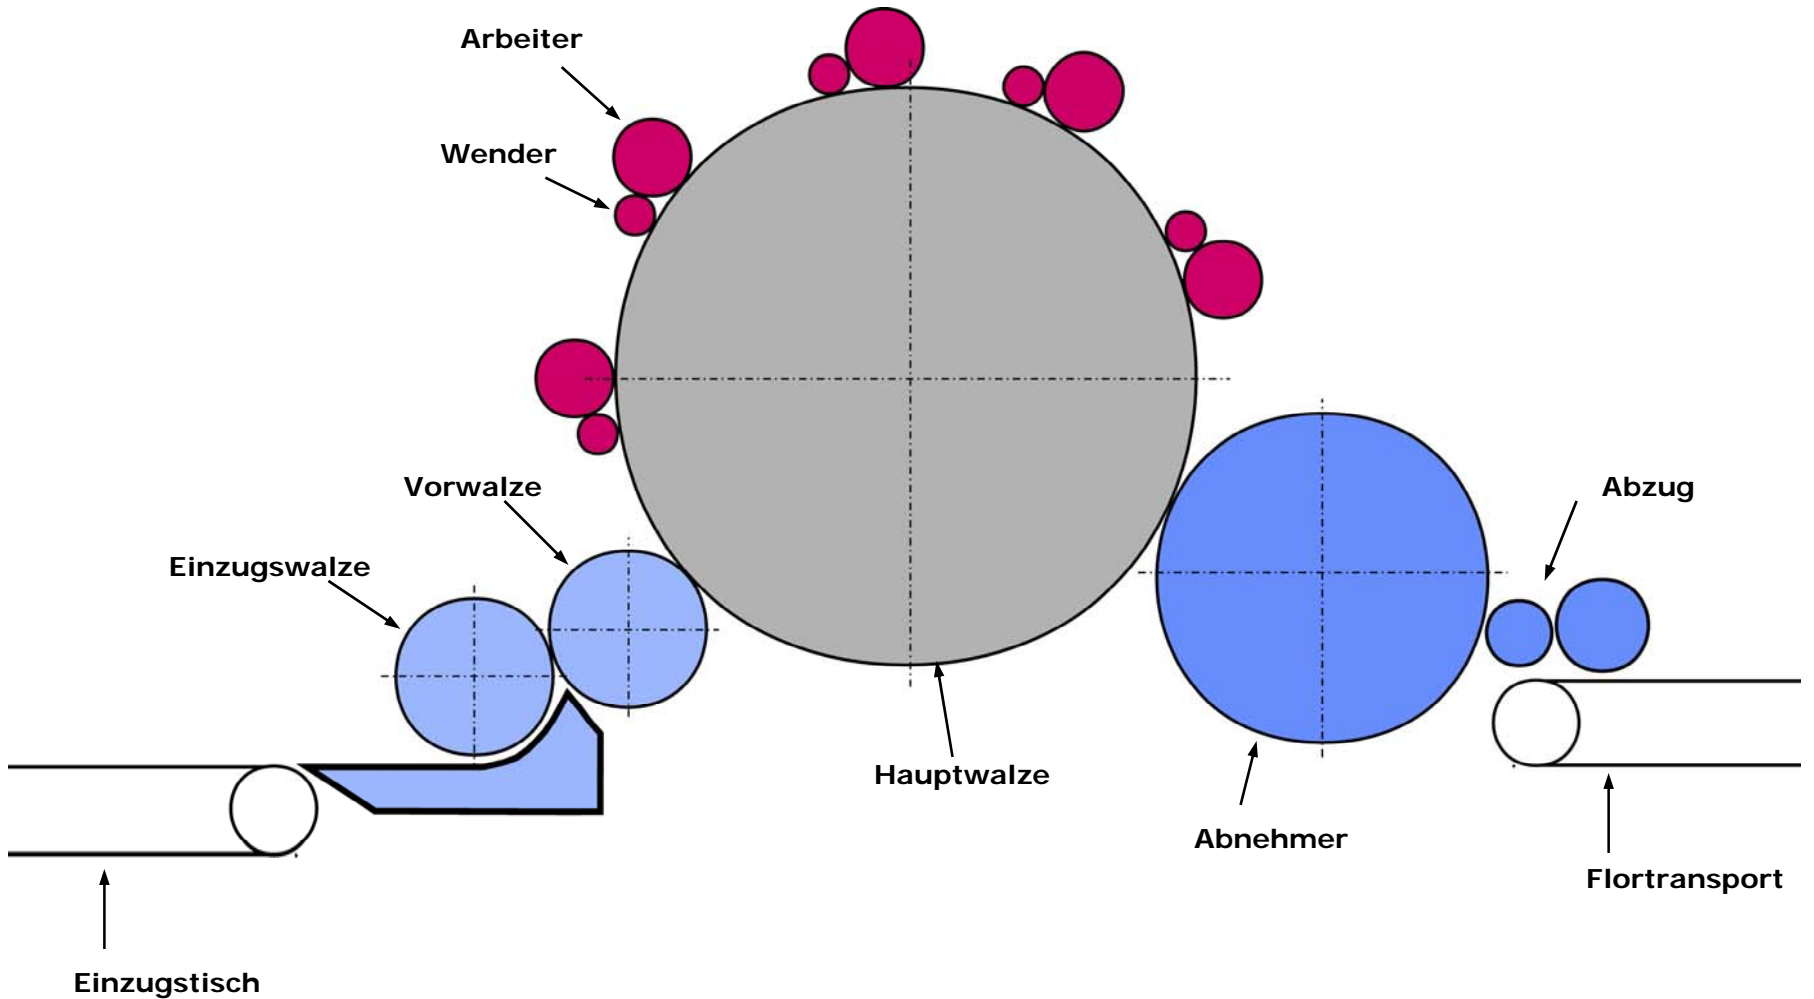 Arbeiter
Wender
Vorwalze
Abzug
Einzugswalze
Hauptwalze
Abnehmer
Flortransport
Einzugstisch